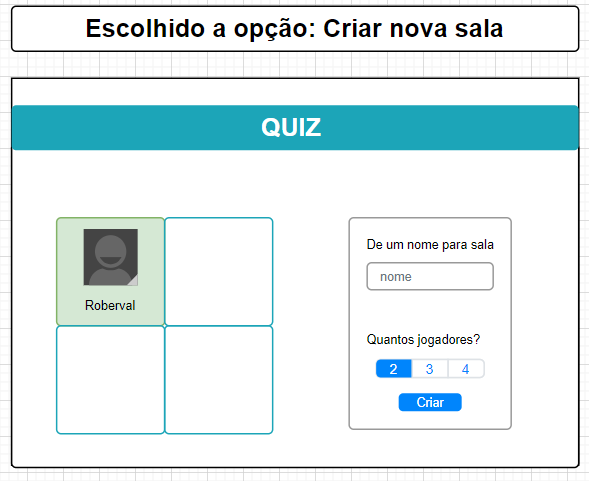 Escolhido a opção: Criar nova sala
QUIZ
Roberval
De um nome para sala
nome
Quantos jogadores?
2 3 4
Criar